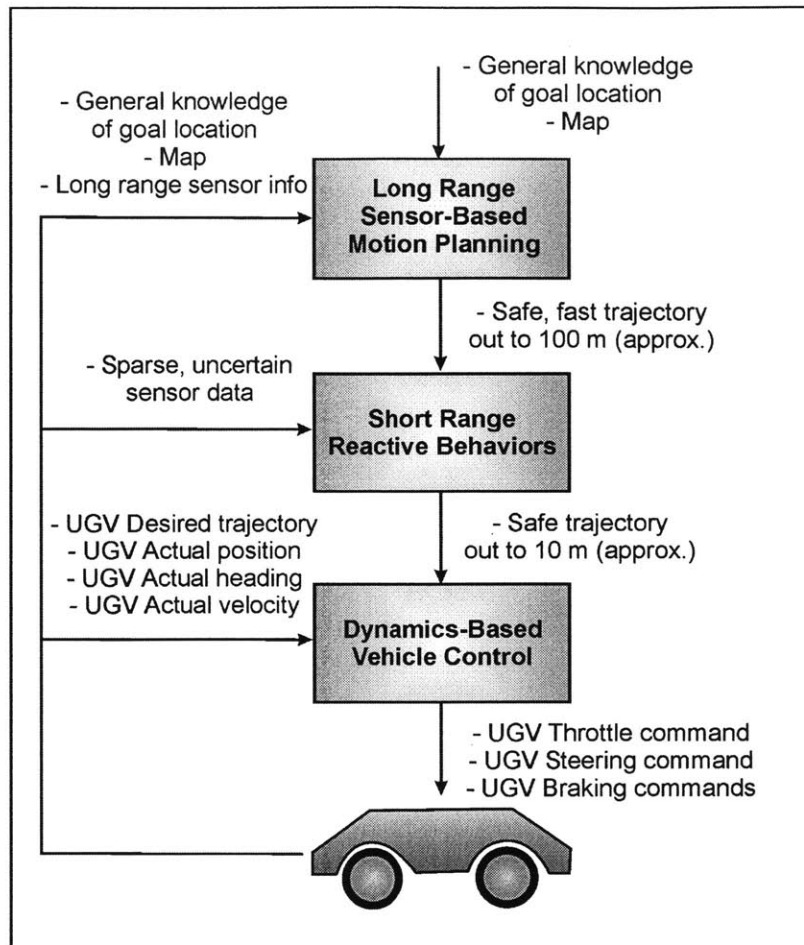 - General knowledge
of goal location
- Map
- General knowledge
of goal location
- Map
- Long range sensor info
Long Range
Sensor-Based
Motion Planning
- Safe, fast trajectory
out to 100 m (approx.)
- Sparse, uncertain
sensor data
Short Range
Reactive Behaviors
- UGV Desired trajectory
- UGV Actual position
- UGV Actual heading
- UGV Actual velocity
- Safe trajectory
out to 10 m (approx.)
Dynamics-Based
Vehicle Control
- UGV Throttle command
- UGV Steering command
- UGV Braking commands